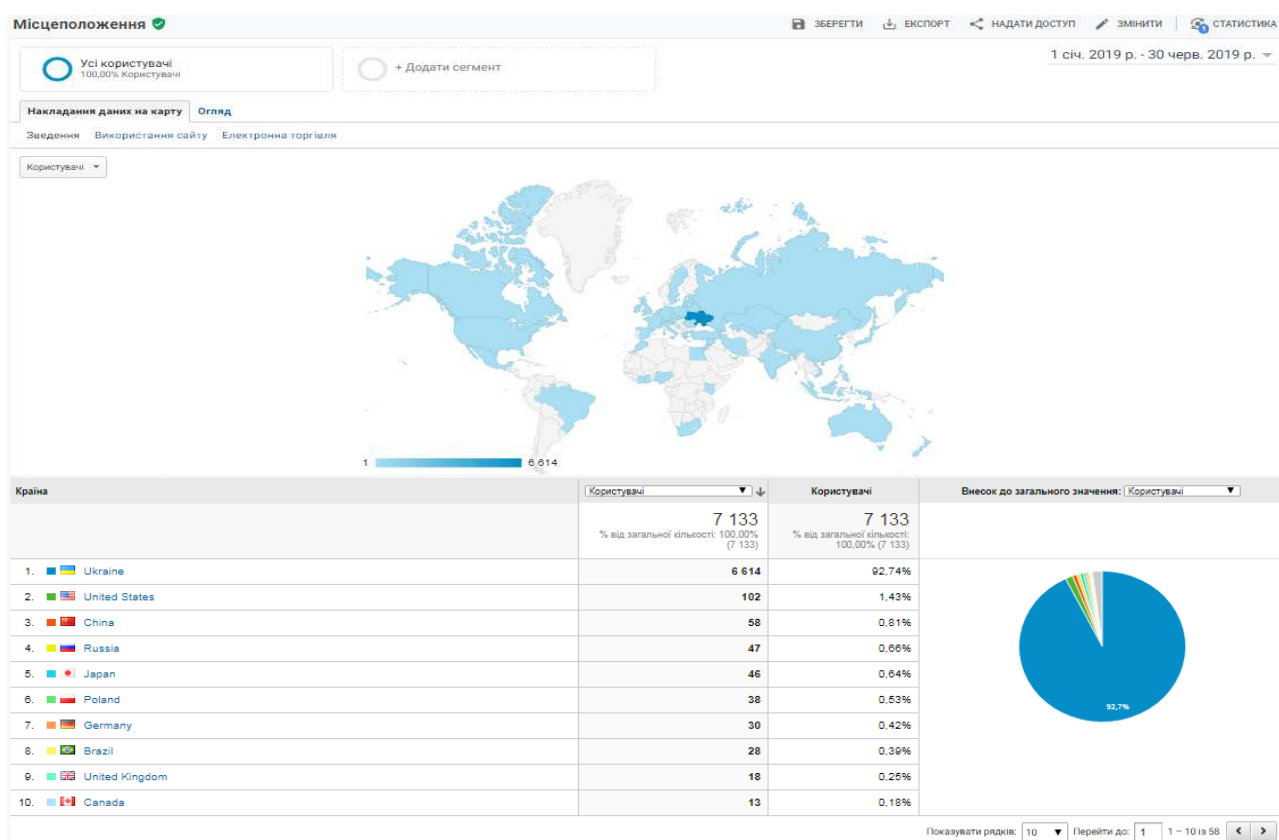 Місцеположення
ЗБЕРЕГТИ ЕКСПОРТ НАДАТИ ДОСТУП ЗМІНИТИ СТАТИСТИКА
1 січ. 2019 р. - 30 черв. 2019 р.
Усі користувачі
100,00% Користувачі
+ Додати сегмент
Накладання даних на карту Огляд
Зведення Використання сайту Електронна торгівля
Користувачі
1 6 614
Країна Користувачі Користувачі Внесок до загального значення: Користувачі
7 133 7 133
% від загальної кількості: 100,00% (7 133) % від загальної кількості: 100,00% (7 133)
1. Ukraine 6 614 92,74%
2. United States 102 1,43%
3. China 58 0,81%
4. Russia 47 0,66%
5. Japan 46 0,64%
6. Poland 38 0,53%
7. Germany 30 0,42%
8. Brazil 28 0,39%
9. United Kingdom 18 0,25%
10. Canada 13 0,18%
92,7%
Показувати рядків: 10 Перейти до: 1 1 – 10 із 58